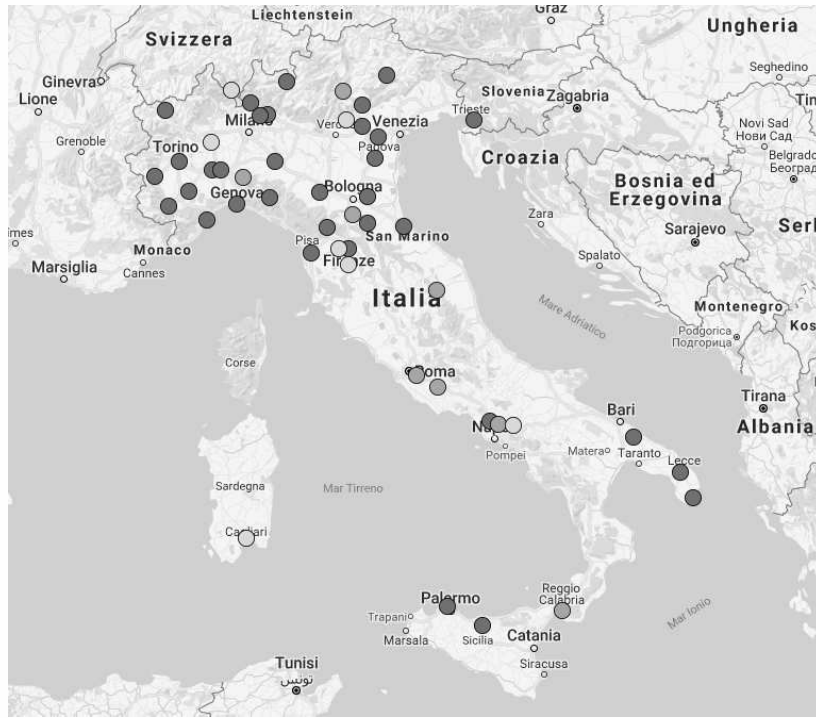 Graz
Liechtenstein
Svizzera
Ungheria
Ginevra
Seghedino
Slovenia
Zagabria
Lione
Milano
Trieste
Venezia
Grenoble
Torino
Padova
Novi Sad
Нови Сад
Croazia
Belgrado
Београд
Genova
Bologna
Bosnia ed
Erzegovina
Zara
Monaco
Pisa
San Marino
Sarajevo
Marsiglia
Cannes
Firenze
Spalato
Italia
Mare Adriatico
Montenegro
Podgorica
Подгорица
Corse
Roma
Tirana
Bari
Albania
Pompei
Matera
Taranto
Lecce
Sardegna
Mar Tirreno
Cagliari
Reggio
Calabria
Palermo
Mar Ionio
Trapani
Marsala
Sicilia
Catania
Siracusa
Tunisi
تونس